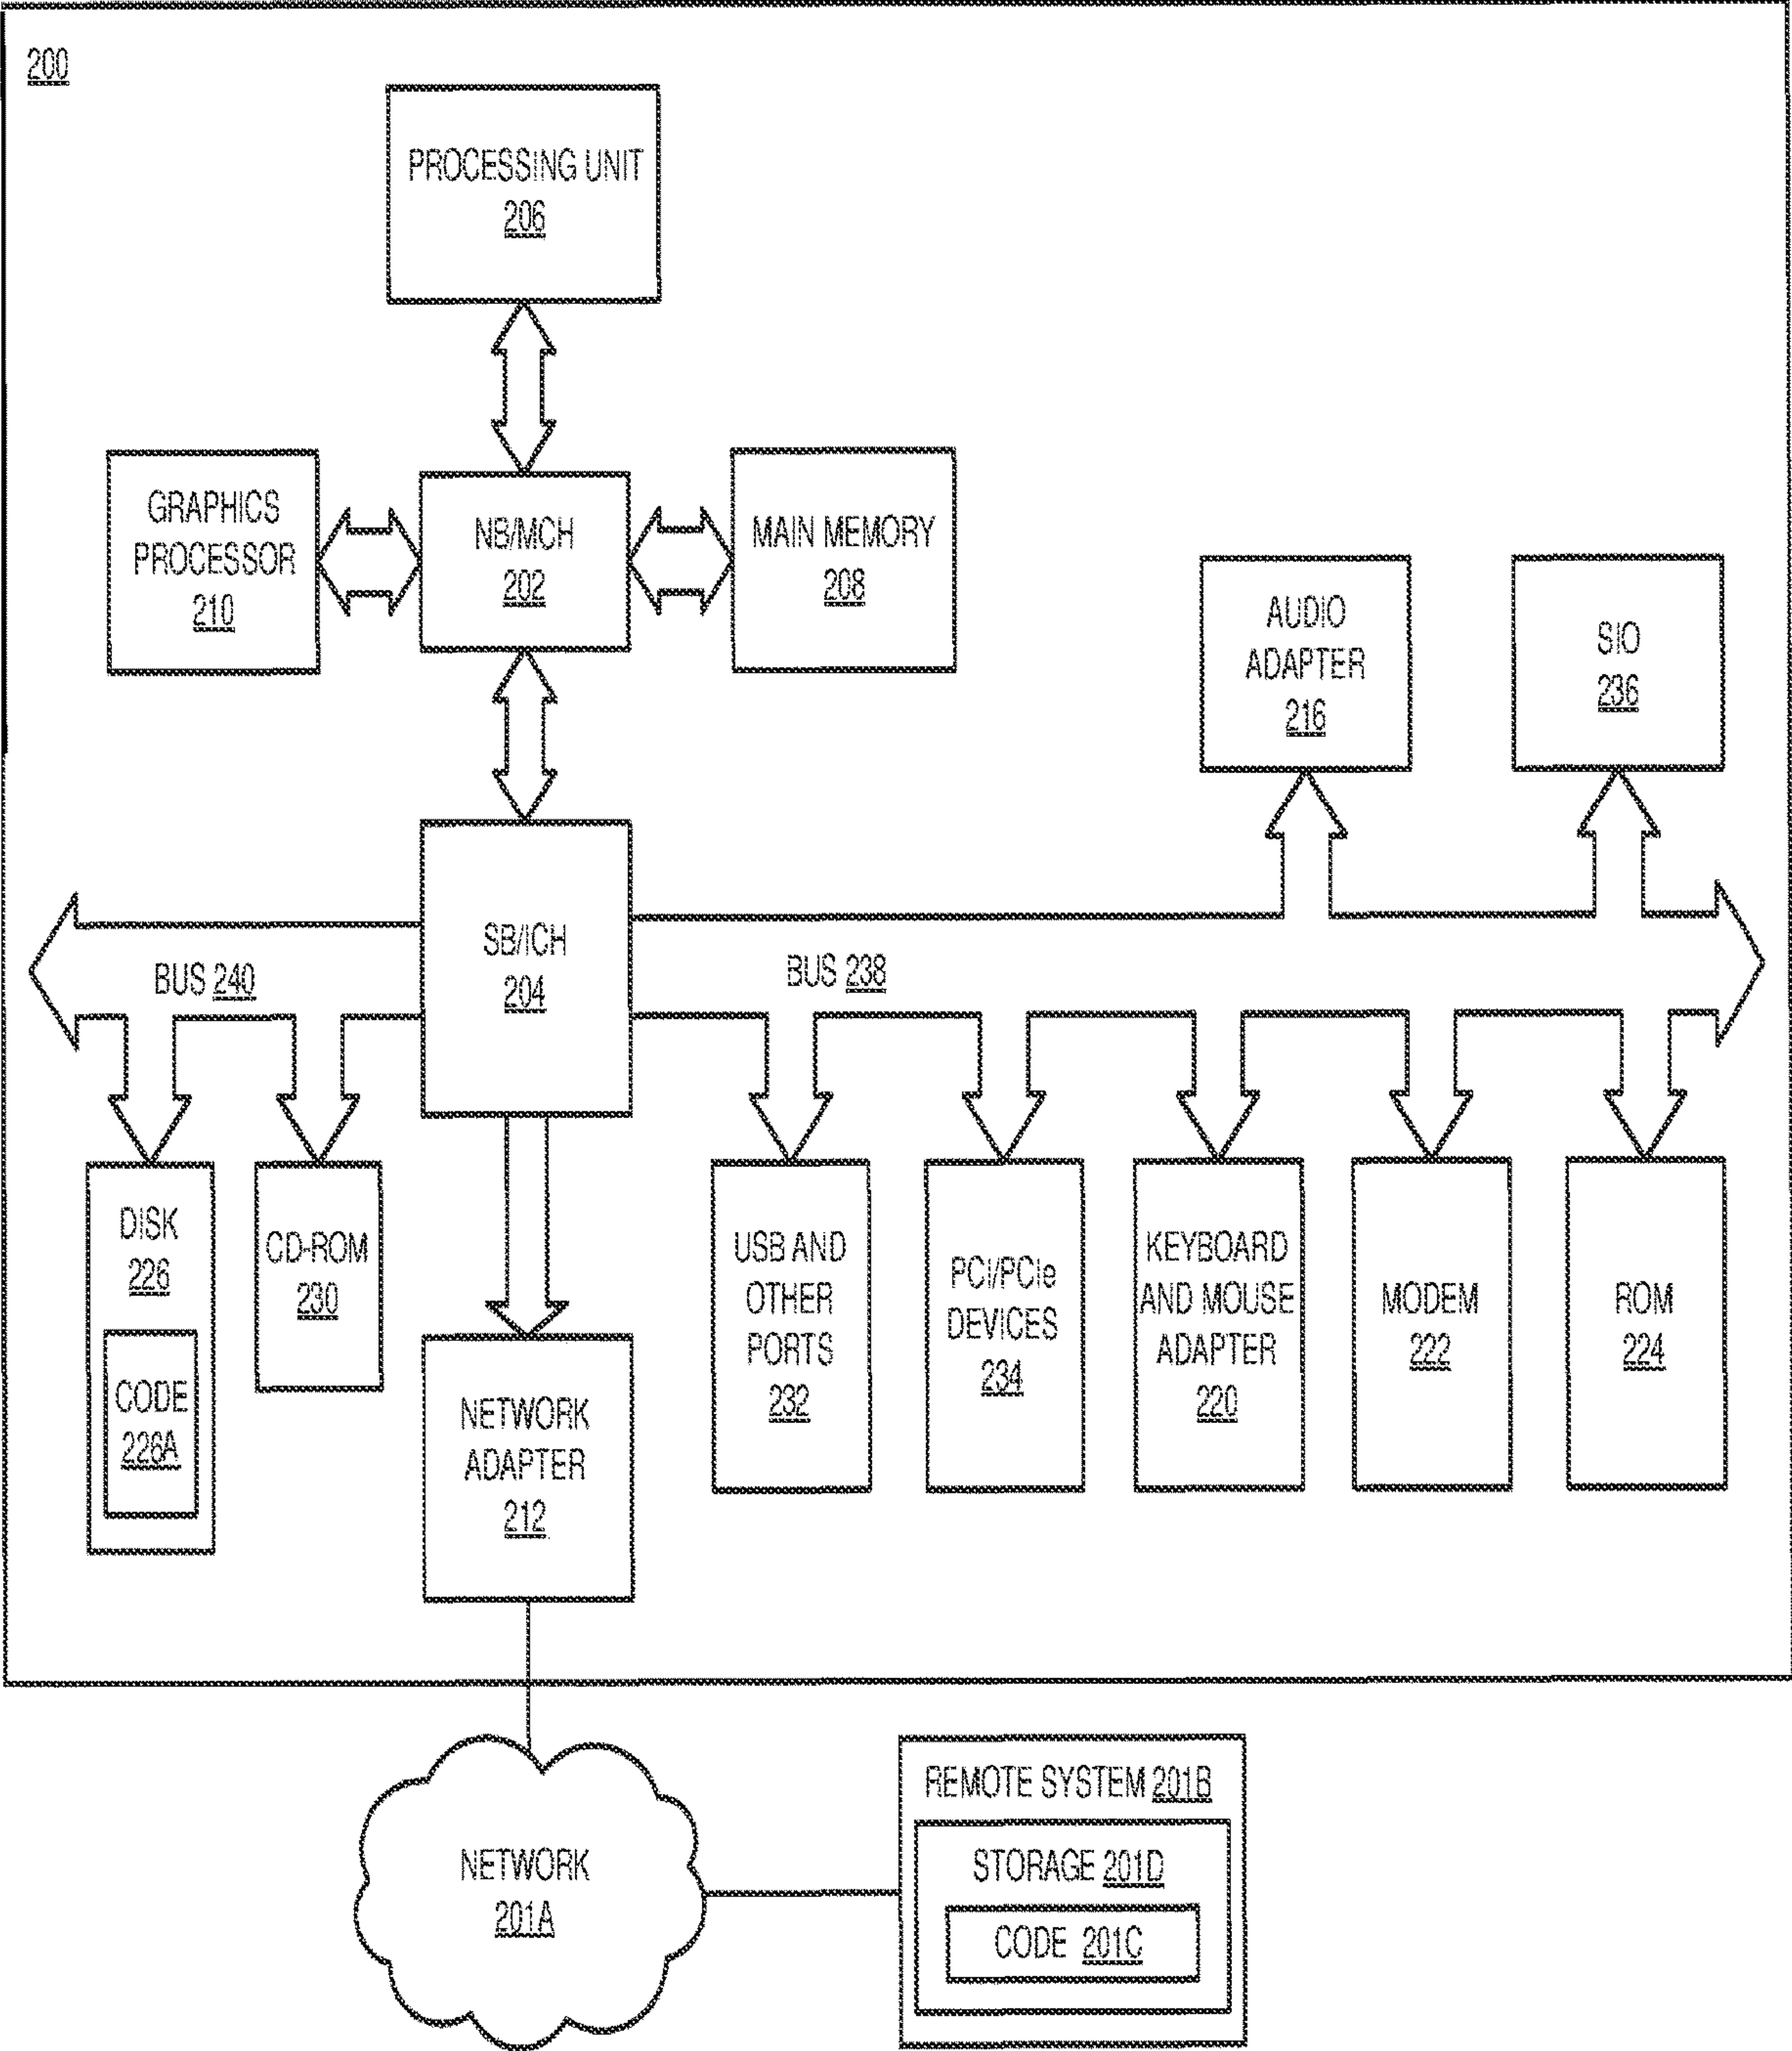 200
PROCESSING UNIT
206
GRAPHICS
PROCESSOR
210
NB/MCH
202
MAIN MEMORY
208
AUDIO
ADAPTER
216
SIO
236
SB/ICH
204
BUS 240
BUS 238
DISK
226
CODE
226A
CD-ROM
230
NETWORK
ADAPTER
212
USB AND
OTHER
PORTS
232
PCI/PCIe
DEVICES
234
KEYBOARD
AND MOUSE
ADAPTER
220
MODEM
222
ROM
224
NETWORK
201A
REMOTE SYSTEM 201B
STORAGE 201D
CODE 201C